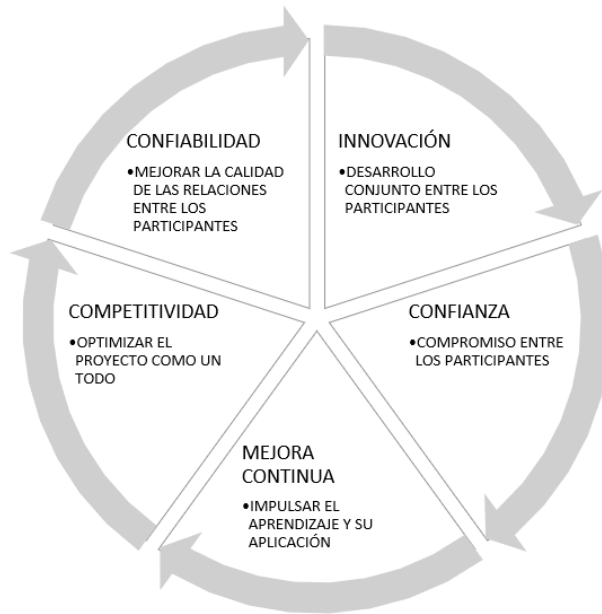 CONFIABILIDAD
•MEJORAR LA CALIDAD
DE LAS RELACIONES
ENTRE LOS
PARTICIPANTES
INNOVACIÓN
•DESARROLLO
CONJUNTO ENTRE LOS
PARTICIPANTES
CONFIANZA
•COMPROMISO ENTRE
LOS PARTICIPANTES
MEJORA
CONTINUA
•IMPULSAR EL
APRENDIZAJE Y SU
APLICACIÓN
COMPETITIVIDAD
•OPTIMIZAR EL
PROYECTO COMO UN
TODO